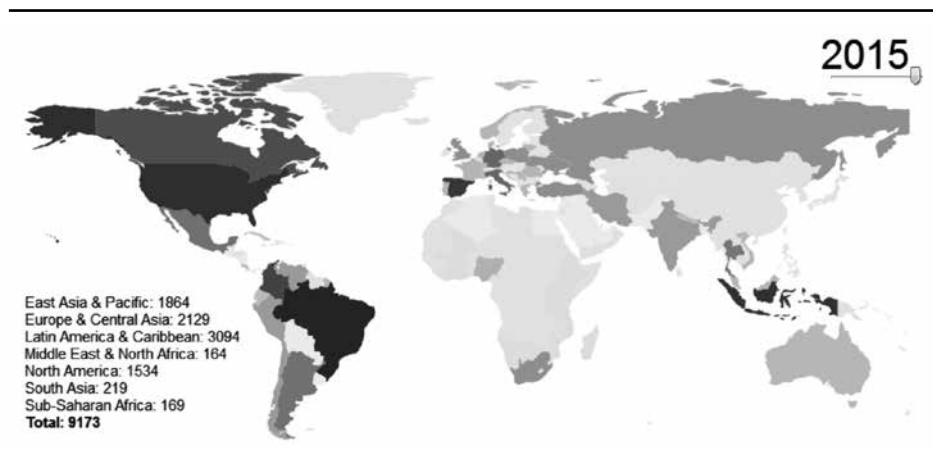 2015
East Asia & Pacific: 1864
Europe & Central Asia: 2129
Latin America & Caribbean: 3094
Middle East & North Africa: 164
North America: 1534
South Asia: 219
Sub-Saharan Africa: 169
Total: 9173